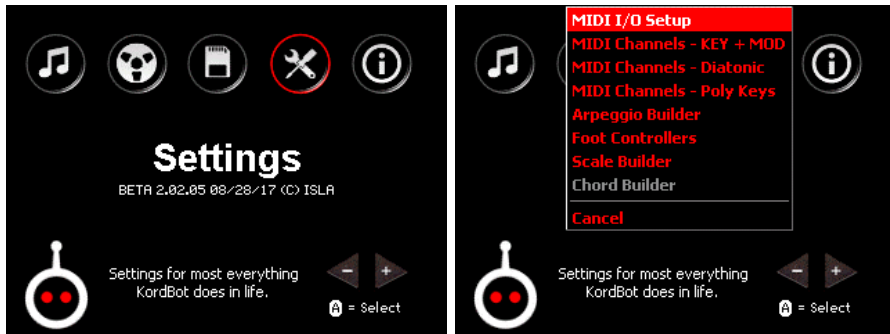 Settings
BETA 2.02.05 08/28/17 (C) ISLA
Settings for most everything
KordBot does in life.
- +
A = Select
MIDI I/O Setup
MIDI Channels - KEY + MOD
MIDI Channels - Diatonic
MIDI Channels - Poly Keys
Arpeggio Builder
Foot Controllers
Scale Builder
Chord Builder
Cancel
Settings for most everything
KordBot does in life.
- +
A = Select